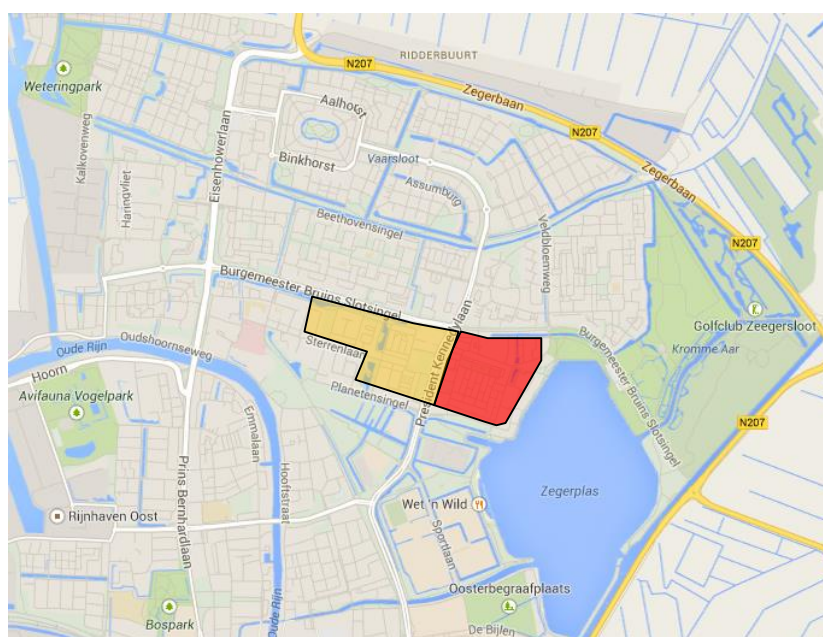 RIDDERBUURT
N207
Zegerbaan
Weteringpark
Aalhorst
Kalkovenweg
Haringvliet
Eisenhowerlaan
Binkhorst
Vaarsloot
N207
Zegerbaan
Assumburg
Beethovensingel
Veldbloemweg
N207
Burgemeester Bruins Slotsingel
Golfclub Zeegersloot
Oudshoornseweg
Oude Rijn
Sterrenlaan
President Kennedylaan
Burgemeester Bruins Slotsingel
Kromme Aar
Hoorn
Planetensingel
Avifauna Vogelpark
Emmalaan
N207
Prins Bernhardlaan
Hooftstraat
Zegerplas
Wet 'n Wild
Rijnhaven Oost
Sportlaan
Oosterbegraafplaats
Oude Rijn
Bospark
De Bijlen